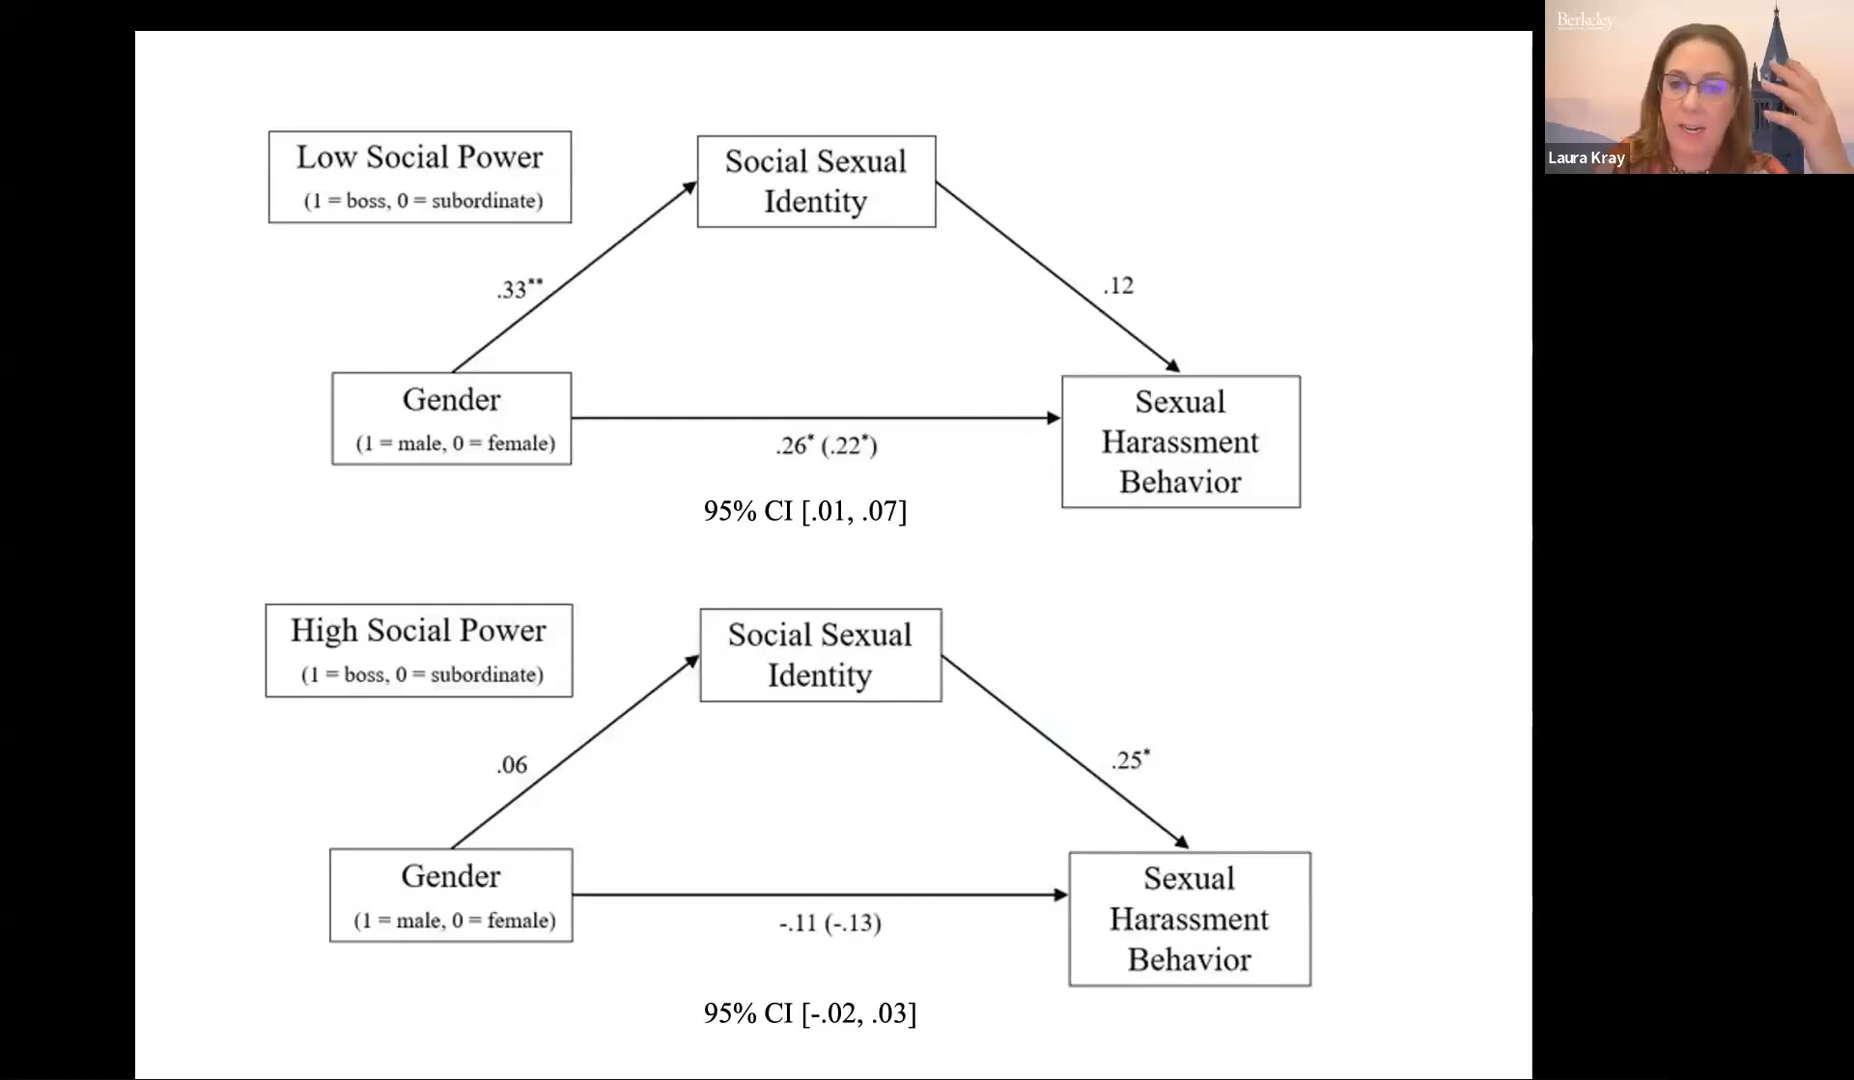 Berkeley
Laura Kray
Low Social Power
(1 = boss, 0 = subordinate)
Social Sexual
Identity
.33**
.12
Gender
(1 = male, 0 = female)
.26* (.22*)
Sexual
Harassment
Behavior
95% CI [.01, .07]
High Social Power
(1 = boss, 0 = subordinate)
Social Sexual
Identity
.06
.25*
Gender
(1 = male, 0 = female)
-.11 (-.13)
Sexual
Harassment
Behavior
95% CI [-.02, .03]